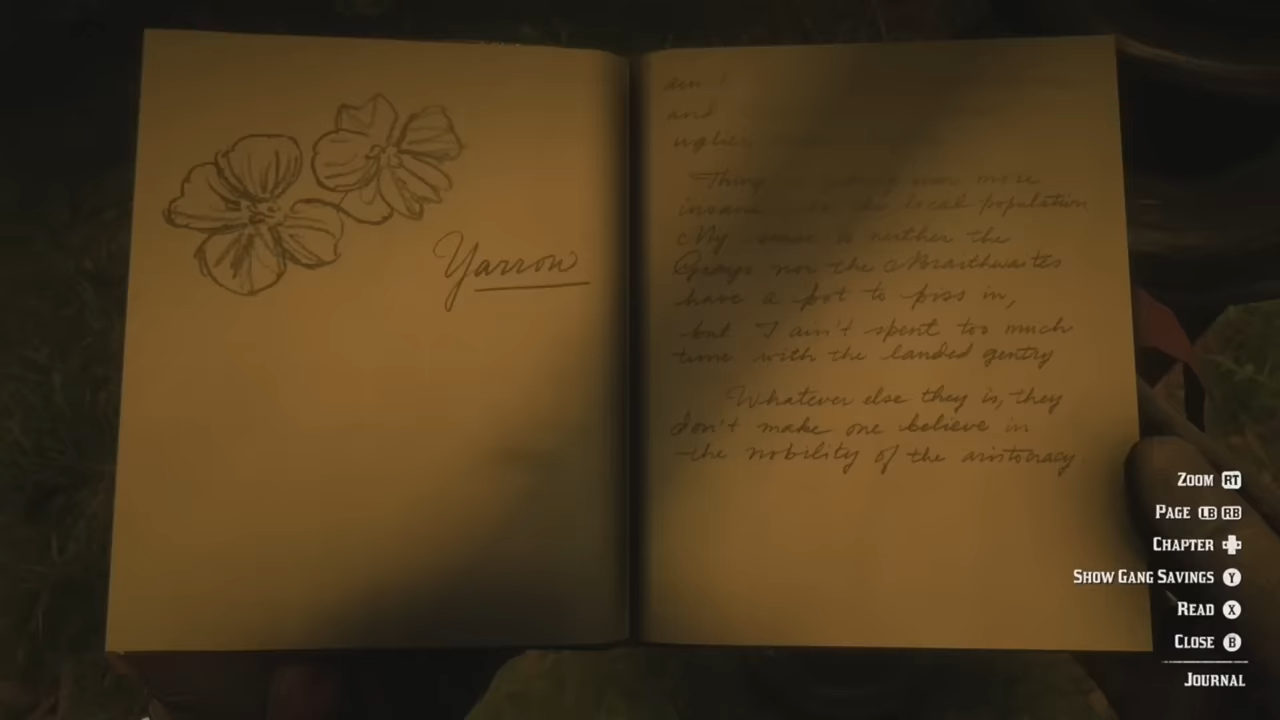 Yarrow
ain't
and
uglier
Thing more
insane local population
My sense is neither the
Grays nor the Braithwaites
have a pot to piss in,
but I ain't spent too much
time with the landed gentry
Whatever else they is, they
don't make one believe in
the nobility of the aristocracy
ZOOM RT
PAGE LB RB
CHAPTER
SHOW GANG SAVINGS Y
READ X
CLOSE B
JOURNAL